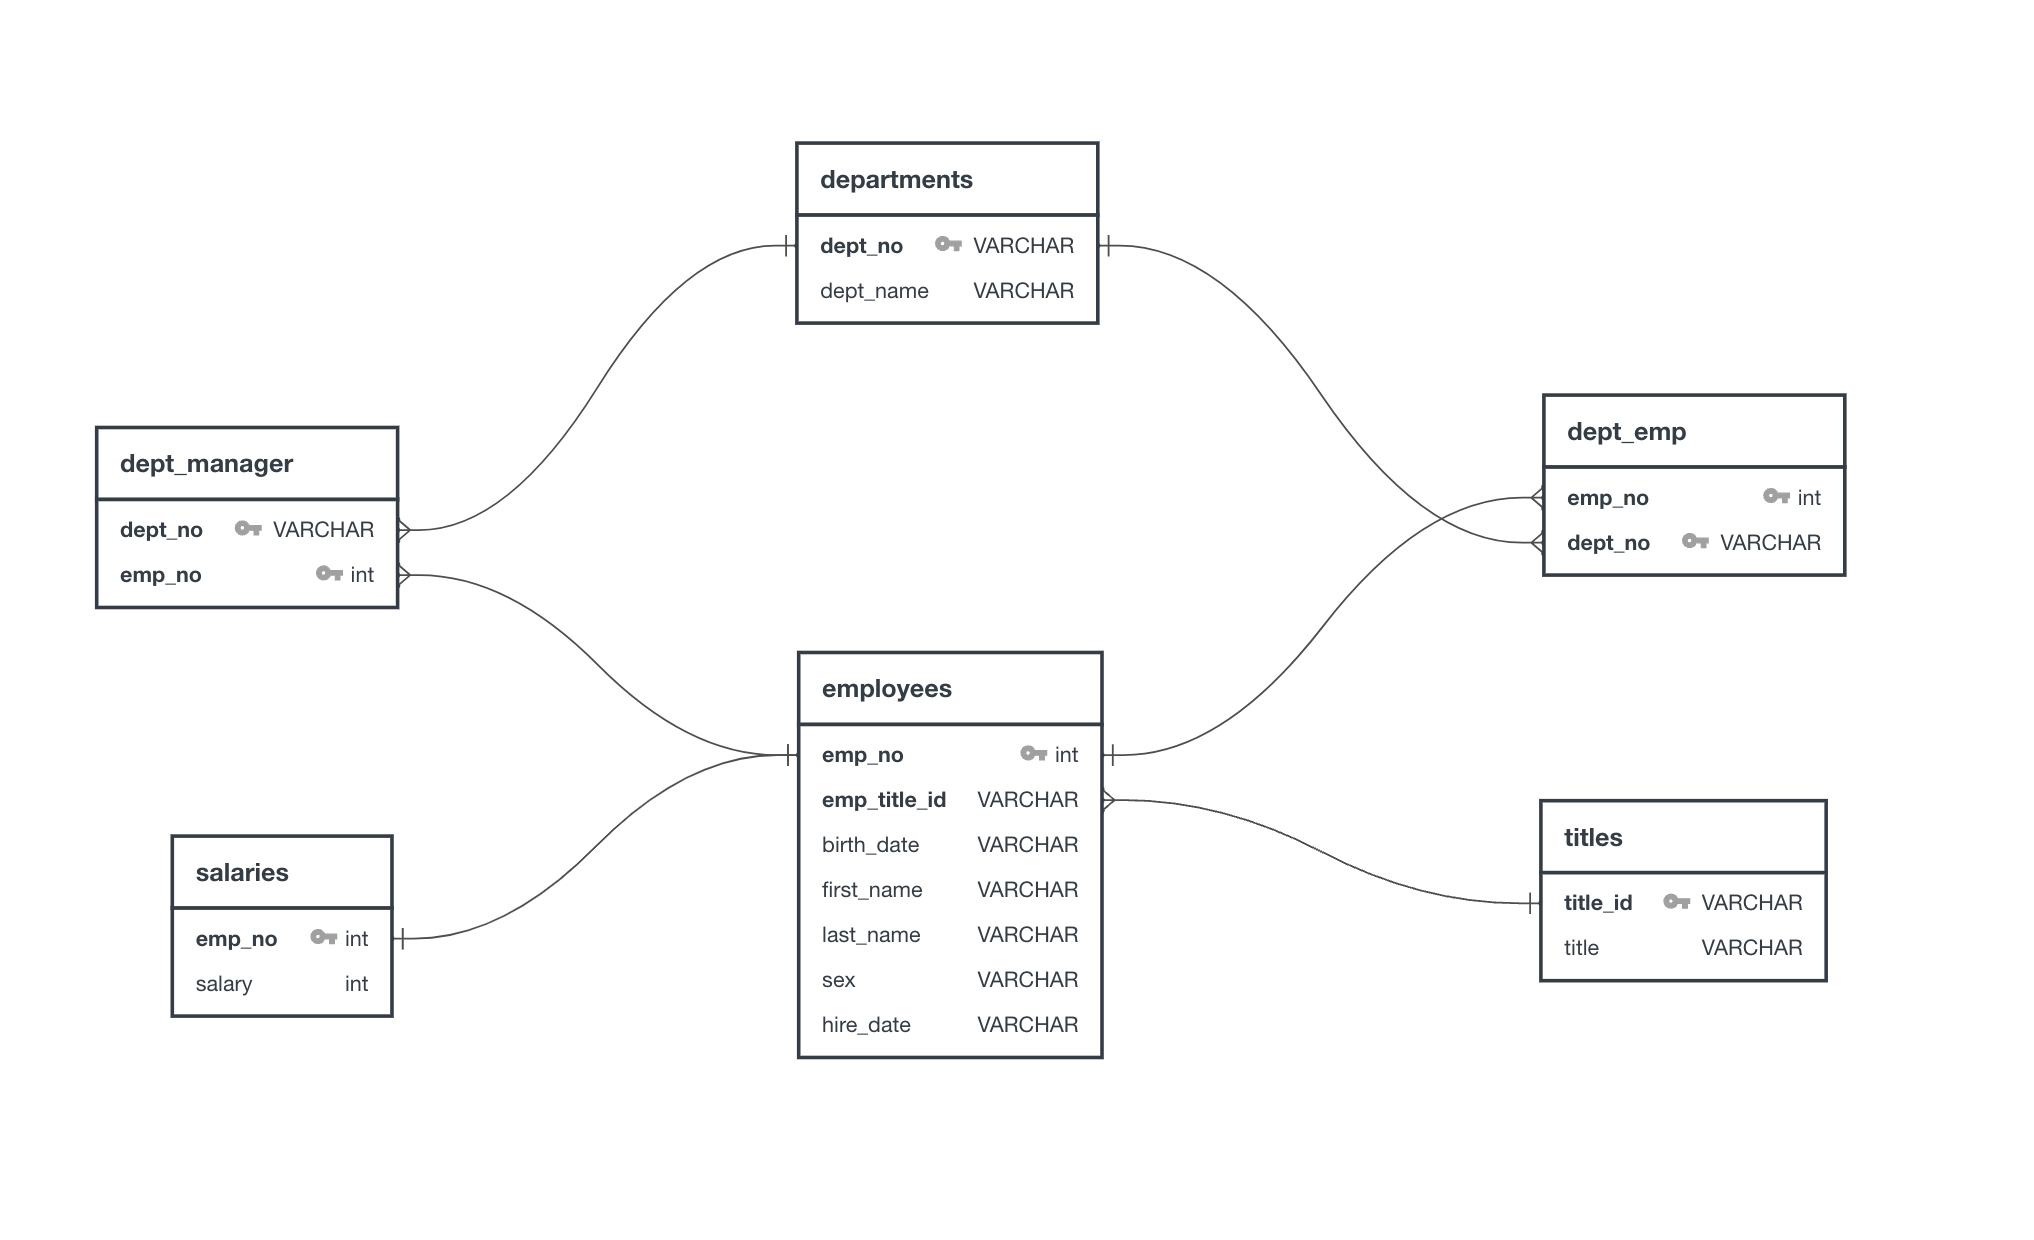 departments
dept_no VARCHAR
dept_name VARCHAR
dept_manager
dept_no VARCHAR
emp_no int
dept_emp
emp_no int
dept_no VARCHAR
employees
emp_no int
emp_title_id VARCHAR
birth_date VARCHAR
first_name VARCHAR
last_name VARCHAR
sex VARCHAR
hire_date VARCHAR
salaries
emp_no int
salary int
titles
title_id VARCHAR
title VARCHAR